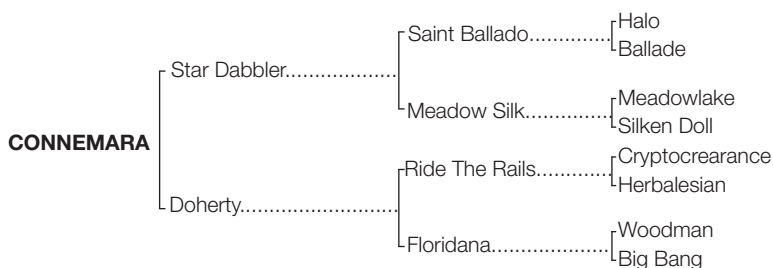 Halo
Saint Ballado..............
Ballade
Star Dabbler...................
Meadowlake
Meadow Silk...............
Silken Doll
CONNEMARA
Cryptocrearance
Ride The Rails.............
Herbalesian
Doherty...........................
Woodman
Floridana....................
Big Bang